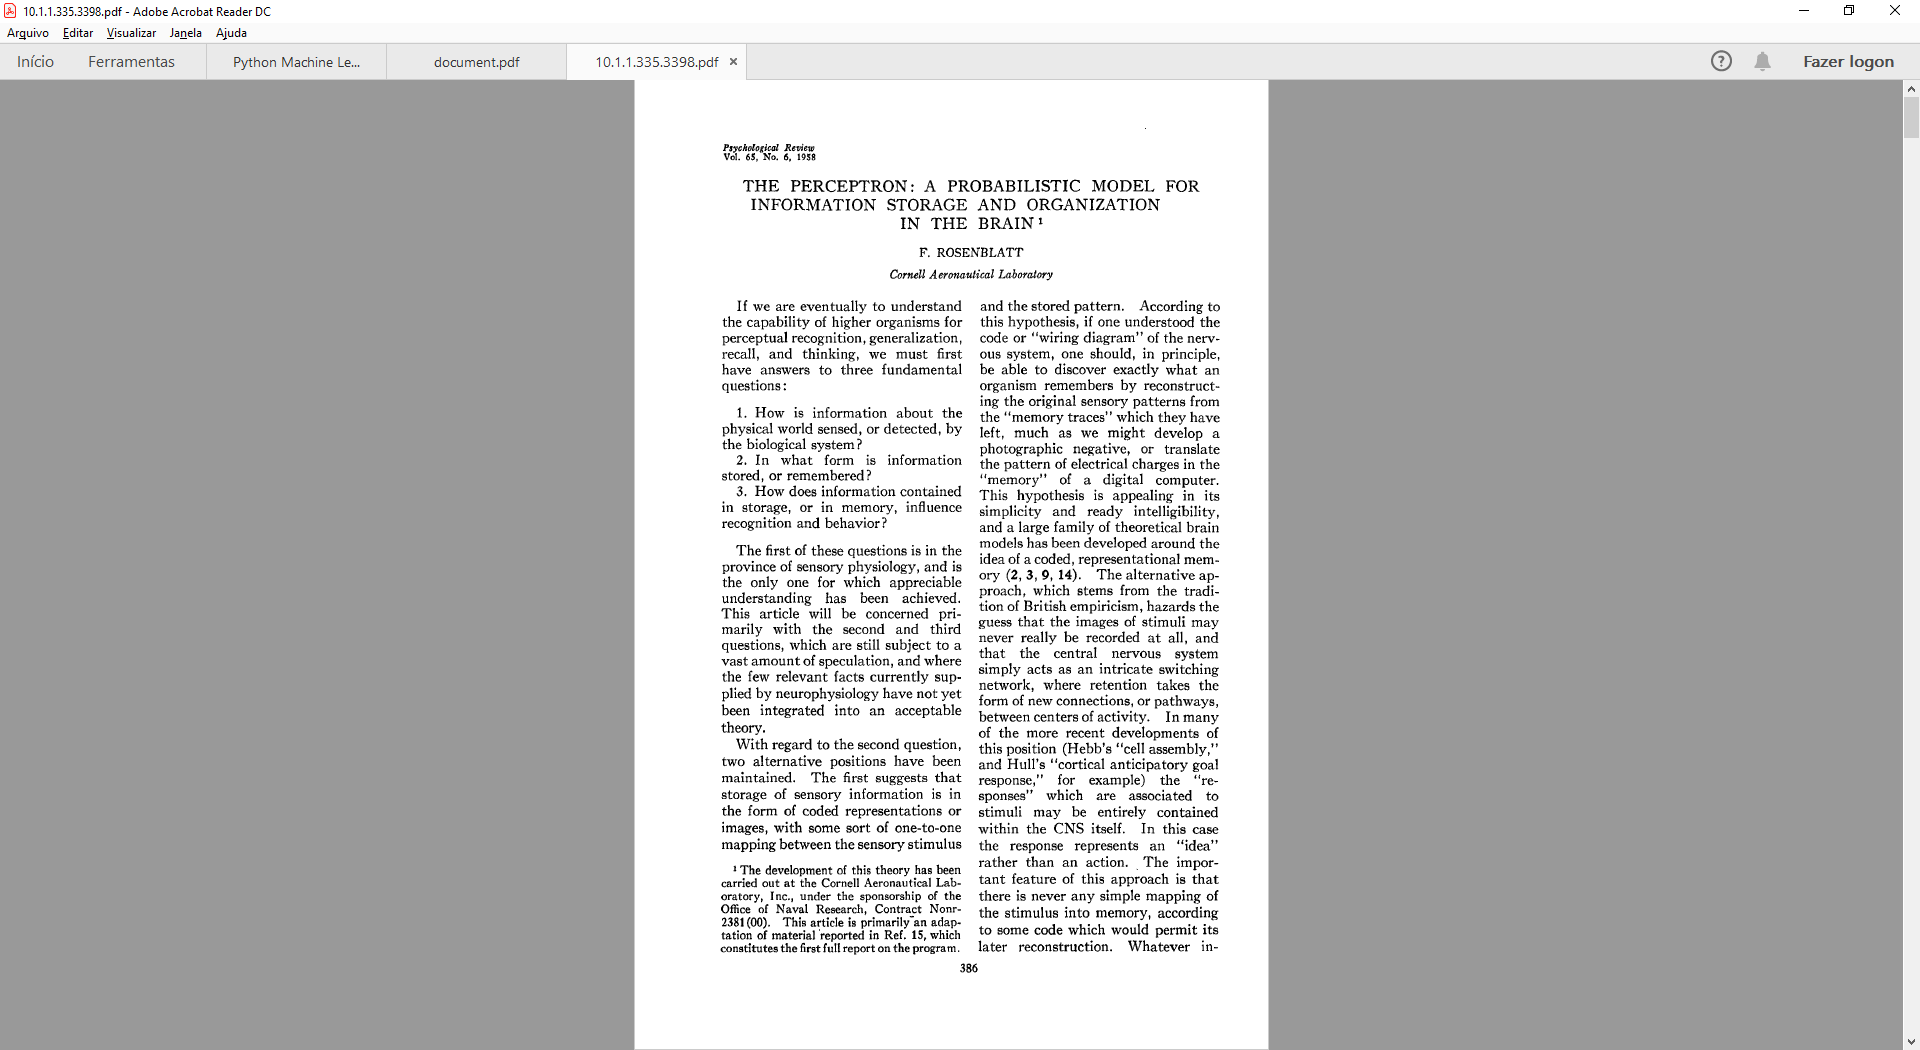 10.1.1.335.3398.pdf - Adobe Acrobat Reader DC
Arquivo Editar Visualizar Janela Ajuda
Início Ferramentas Python Machine Le... document.pdf 10.1.1.335.3398.pdf × ? Fazer logon
Psychological Review
Vol. 65, No. 6, 1958
THE PERCEPTRON: A PROBABILISTIC MODEL FOR
INFORMATION STORAGE AND ORGANIZATION
IN THE BRAIN ¹
F. ROSENBLATT
Cornell Aeronautical Laboratory
If we are eventually to understand
the capability of higher organisms for
perceptual recognition, generalization,
recall, and thinking, we must first
have answers to three fundamental
questions:
1. How is information about the
physical world sensed, or detected, by
the biological system?
2. In what form is information
stored, or remembered?
3. How does information contained
in storage, or in memory, influence
recognition and behavior?
The first of these questions is in the
province of sensory physiology, and is
the only one for which appreciable
understanding has been achieved.
This article will be concerned pri-
marily with the second and third
questions, which are still subject to a
vast amount of speculation, and where
the few relevant facts currently sup-
plied by neurophysiology have not yet
been integrated into an acceptable
theory.
With regard to the second question,
two alternative positions have been
maintained. The first suggests that
storage of sensory information is in
the form of coded representations or
images, with some sort of one-to-one
mapping between the sensory stimulus
¹ The development of this theory has been
carried out at the Cornell Aeronautical Lab-
oratory, Inc., under the sponsorship of the
Office of Naval Research, Contract Nonr-
2381(00). This article is primarily an adap-
tation of material reported in Ref. 15, which
constitutes the first full report on the program.
and the stored pattern. According to
this hypothesis, if one understood the
code or "wiring diagram" of the nerv-
ous system, one should, in principle,
be able to discover exactly what an
organism remembers by reconstruct-
ing the original sensory patterns from
the "memory traces" which they have
left, much as we might develop a
photographic negative, or translate
the pattern of electrical charges in the
"memory" of a digital computer.
This hypothesis is appealing in its
simplicity and ready intelligibility,
and a large family of theoretical brain
models has been developed around the
idea of a coded, representational mem-
ory (2, 3, 9, 14). The alternative ap-
proach, which stems from the tradi-
tion of British empiricism, hazards the
guess that the images of stimuli may
never really be recorded at all, and
that the central nervous system
simply acts as an intricate switching
network, where retention takes the
form of new connections, or pathways,
between centers of activity. In many
of the more recent developments of
this position (Hebb's "cell assembly,"
and Hull's "cortical anticipatory goal
response," for example) the "re-
sponses" which are associated to
stimuli may be entirely contained
within the CNS itself. In this case
the response represents an "idea"
rather than an action. The impor-
tant feature of this approach is that
there is never any simple mapping of
the stimulus into memory, according
to some code which would permit its
later reconstruction. Whatever in-
386